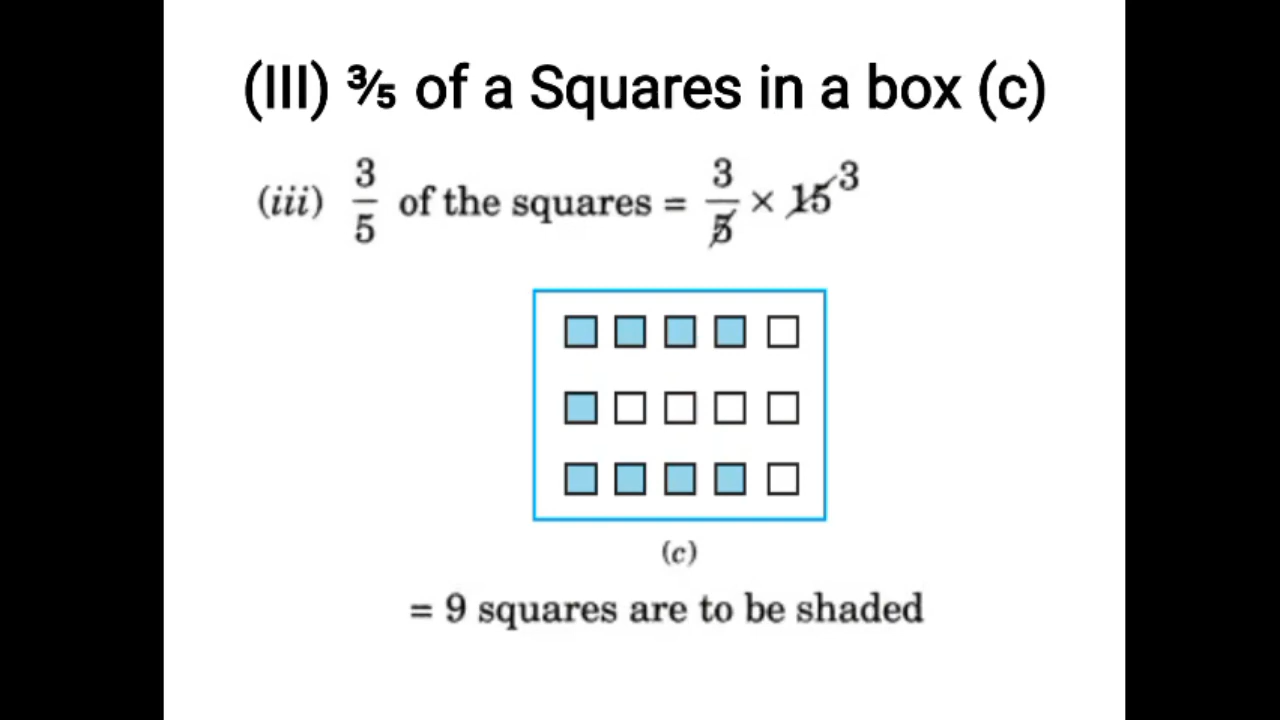 (III) ⅗ of a Squares in a box (c)
(iii) 3/5 of the squares = 3/5 × 15 3
(c)
= 9 squares are to be shaded